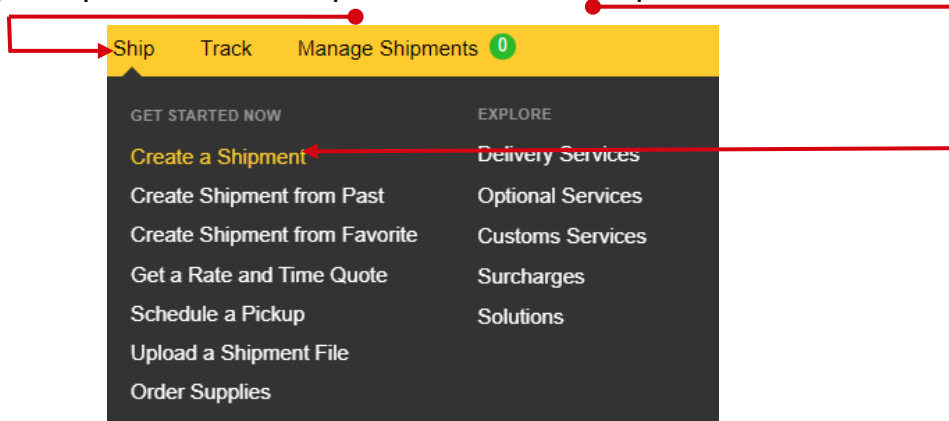 Ship Track Manage Shipments 0
GET STARTED NOW
Create a Shipment
Create Shipment from Past
Create Shipment from Favorite
Get a Rate and Time Quote
Schedule a Pickup
Upload a Shipment File
Order Supplies
EXPLORE
Delivery Services
Optional Services
Customs Services
Surcharges
Solutions